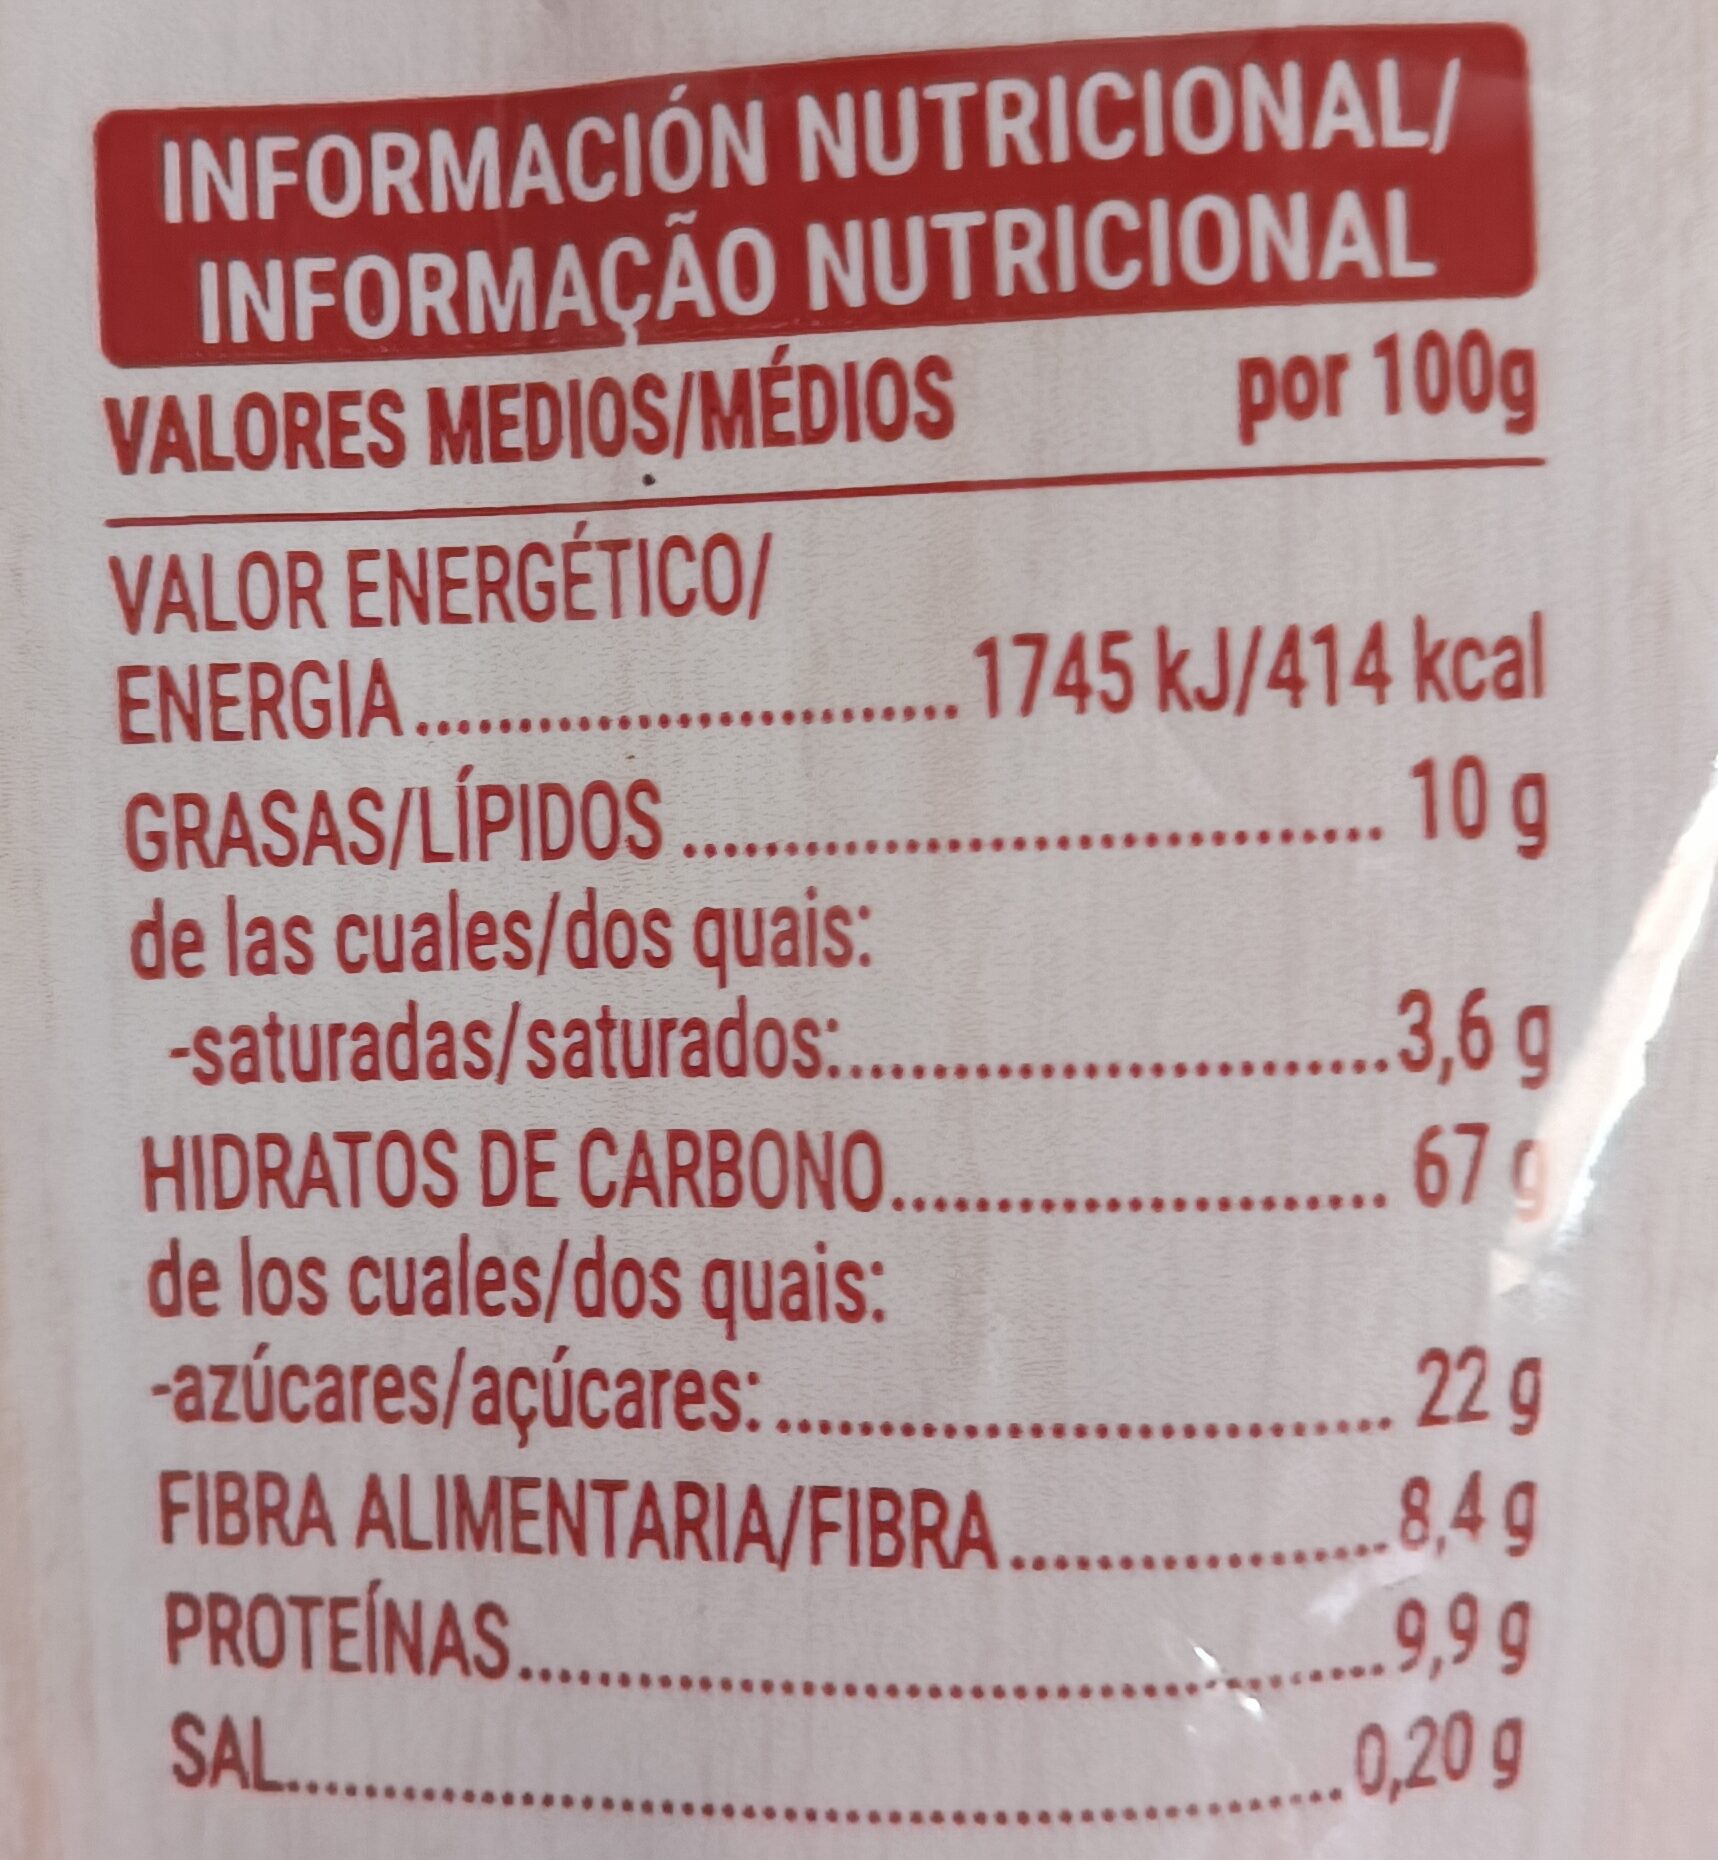 INFORMACIÓN NUTRICIONAL/
INFORMAÇÃO NUTRICIONAL
VALORES MEDIOS/MÉDIOS por 100g
VALOR ENERGÉTICO/
ENERGIA............................1745 kJ/414 kcal
GRASAS/LÍPIDOS.................................... 10 g
de las cuales/dos quais:
-saturadas/saturados:............................3,6 g
HIDRATOS DE CARBONO......................... 67 g
de los cuales/dos quais:
-azúcares/açúcares:............................... 22 g
FIBRA ALIMENTARIA/FIBRA...................8,4 g
PROTEÍNAS............................................9,9 g
SAL......................................................0,20 g